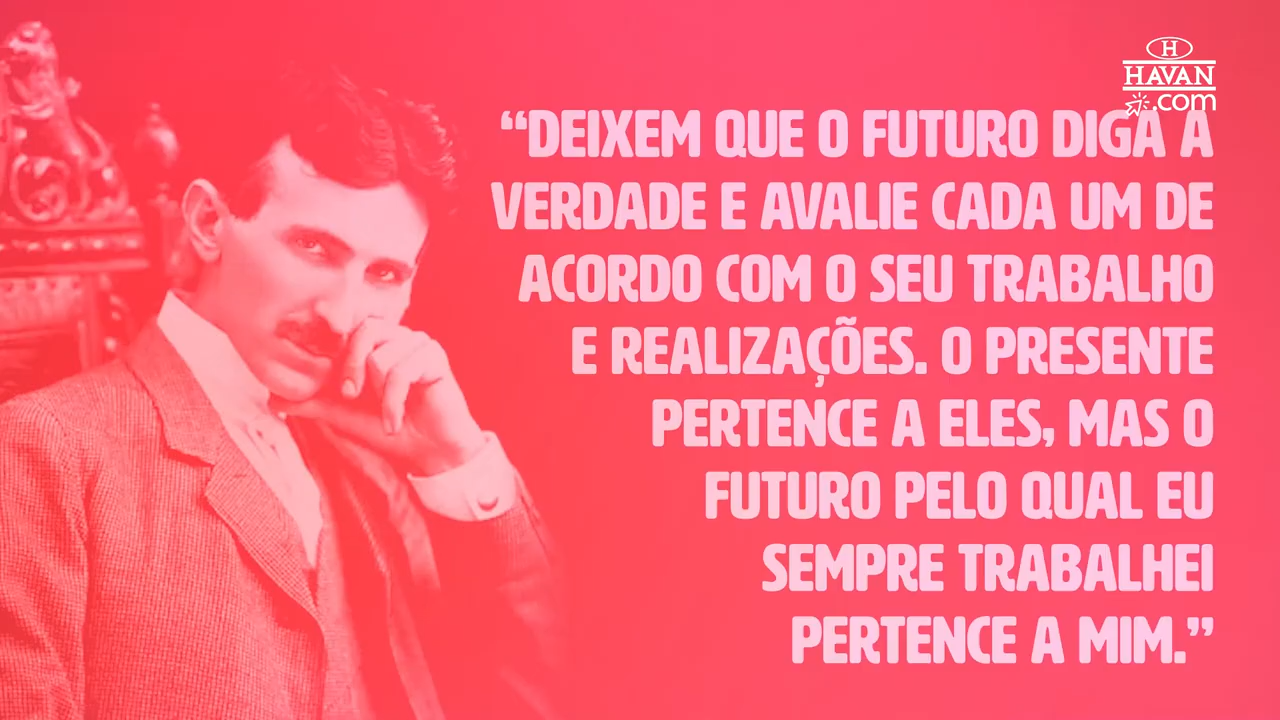 H
HAVAN
.com
“DEIXEM QUE O FUTURO DIGA A
VERDADE E AVALIE CADA UM DE
ACORDO COM O SEU TRABALHO
E REALIZAÇÕES. O PRESENTE
PERTENCE A ELES, MAS O
FUTURO PELO QUAL EU
SEMPRE TRABALHEI
PERTENCE A MIM.”